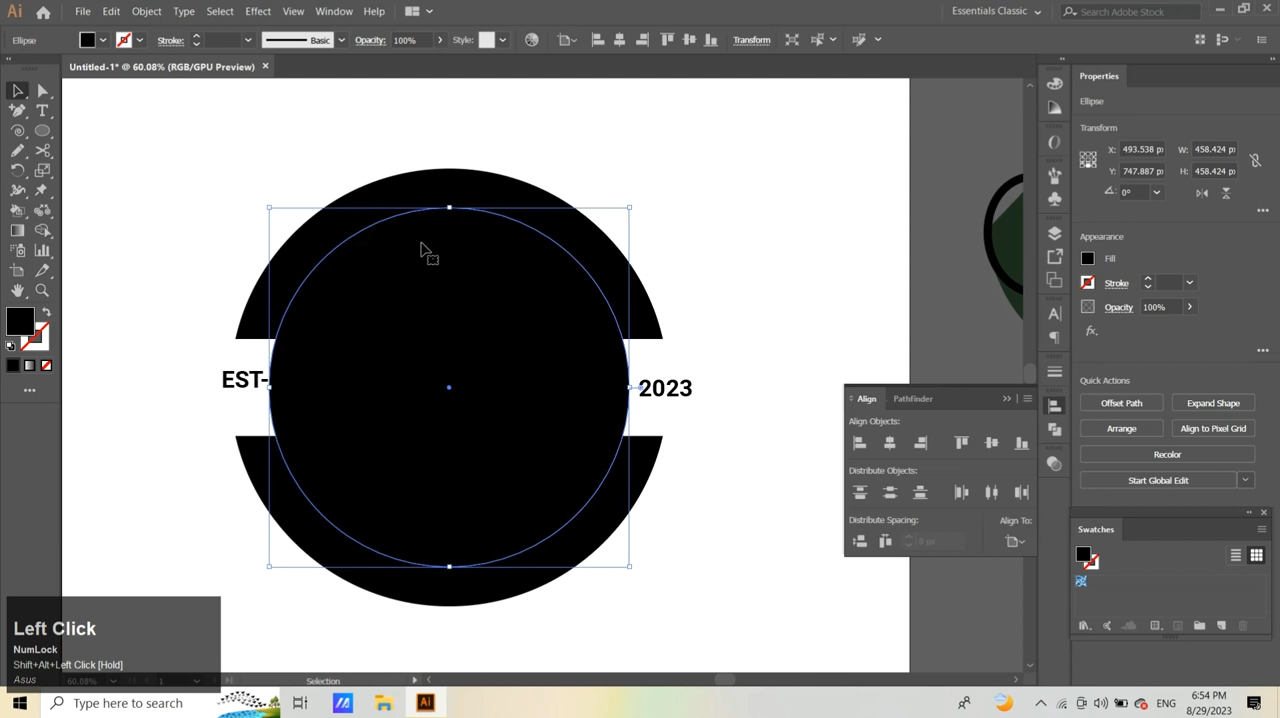 Ai File Edit Object Type Select Effect View Window Help Essentials Classic Search Adobe Stock
Ellipse Stroke: Basic Opacity: 100% Style: Transform
Untitled-1* @ 60.08% (RGB/GPU Preview) ×
Properties
Ellipse
Transform
X: 493.538 p W: 458.424 p
Y: 747.887 p H: 458.424 p
0°
Appearance
Fill
Stroke
Opacity 100%
fx.
Quick Actions
Offset Path Expand Shape
Arrange Align to Pixel Grid
Recolor
Start Global Edit
EST-
2023
Align Pathfinder
Align Objects:
Distribute Objects:
Distribute Spacing: Align To:
0 px
Swatches
Left Click
NumLock
Shift+Alt+Left Click [Hold]
Asus
60.08% 1 Selection
Type here to search
Ai
ENG
6:54 PM
8/29/2023